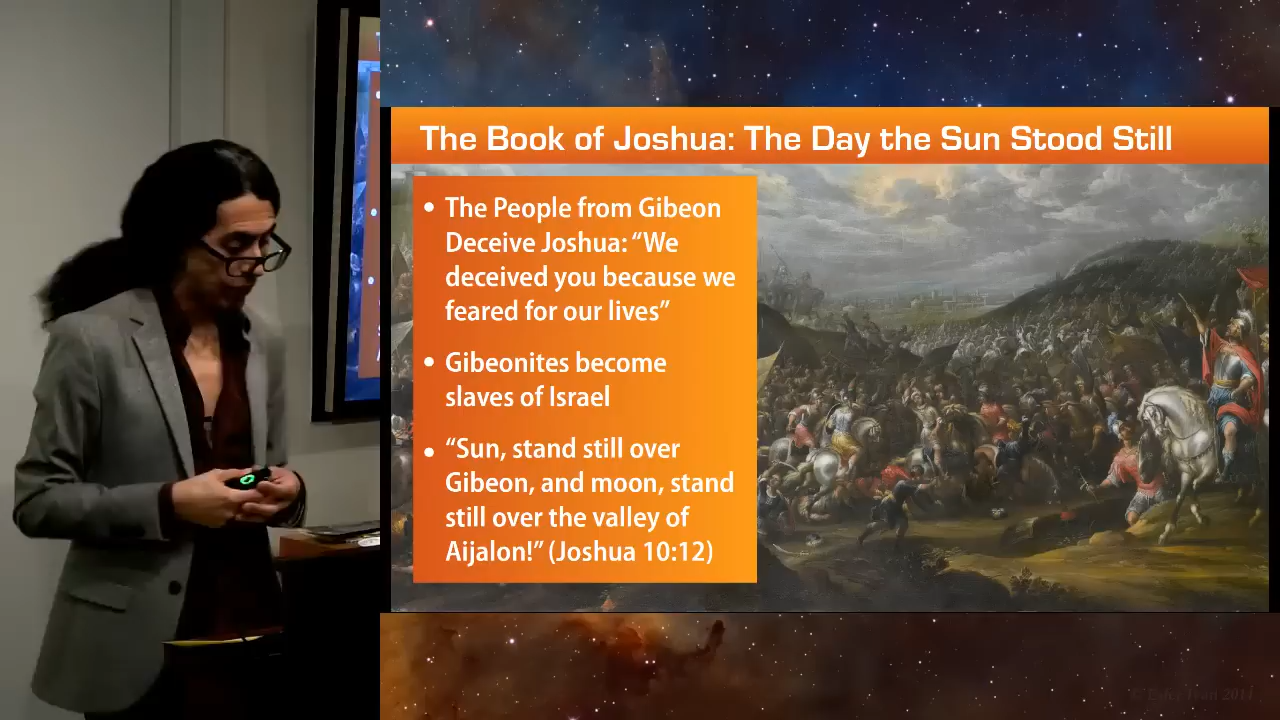 The Book of Joshua: The Day the Sun Stood Still
• The People from Gibeon
Deceive Joshua: “We
deceived you because we
feared for our lives”
• Gibeonites become
slaves of Israel
• “Sun, stand still over
Gibeon, and moon, stand
still over the valley of
Aijalon!” (Joshua 10:12)